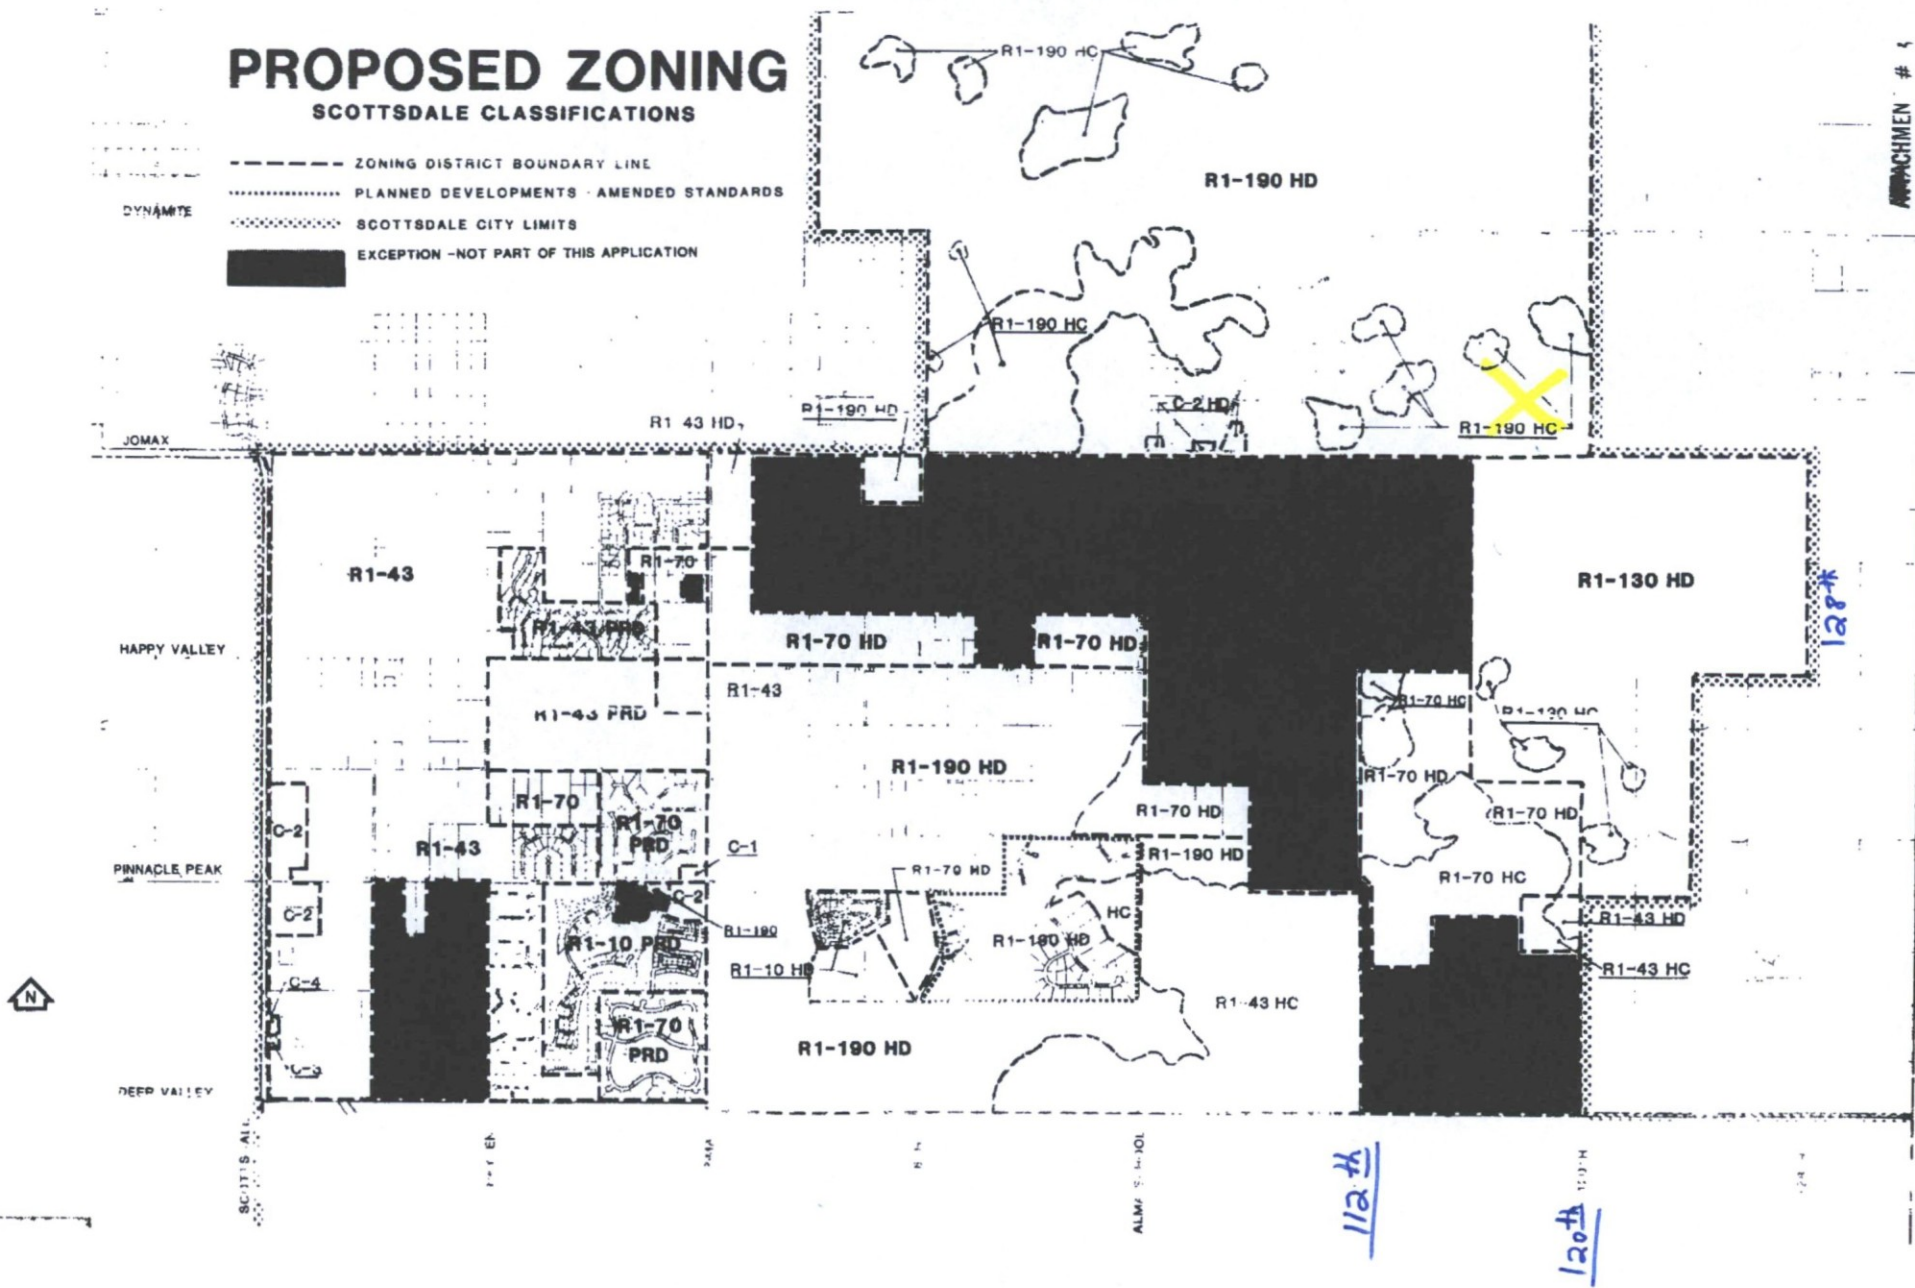 PROPOSED ZONING
SCOTTSDALE CLASSIFICATIONS
ZONING DISTRICT BOUNDARY LINE
PLANNED DEVELOPMENTS - AMENDED STANDARDS
SCOTTSDALE CITY LIMITS
EXCEPTION -NOT PART OF THIS APPLICATION
R1-190 HC
R1-190 HD
DYNAMITE
R1-190 HC
R1-190 HD
R1-43 HD
C-2 HD
R1-190 HC
JOMAX
R1-43
R1-70
R1-130 HD
128th
R1-43 PRD
HAPPY VALLEY
R1-70 HD
R1-70 HD
R1-43
R1-43 PRD
R1-70 HC
R1-130 HC
R1-190 HD
R1-70 HD
R1-70
R1-70 HD
R1-70 HD
C-2
R1-70
PRD
R1-43
C-1
R1-190 HD
PINNACLE PEAK
R1-70 HD
R1-70 HC
C-2
C-2
HC
R1-43 HD
R1-190
R1-10 PRD
R1-190 HD
R1-10 HD
R1-43 HC
C-4
R1-43 HC
N
R1-70
PRD
R1-190 HD
C-3
DEER VALLEY
112th
120th